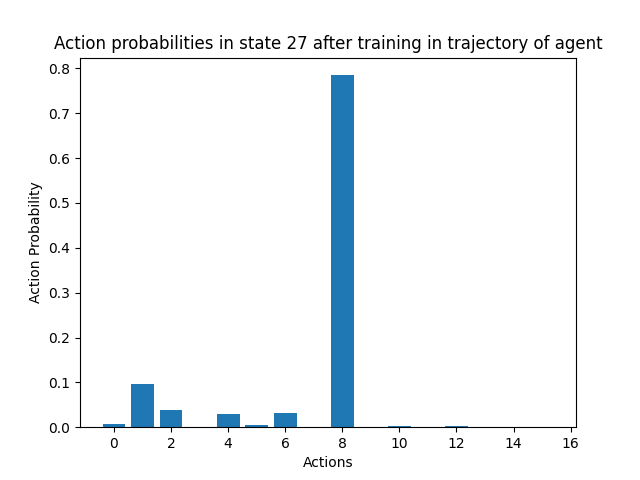 Action probabilities in state 27 after training in trajectory of agent
Action Probability
0.8
0.7
0.6
0.5
0.4
0.3
0.2
0.1
0.0
0 2 4 6 8 10 12 14 16
Actions